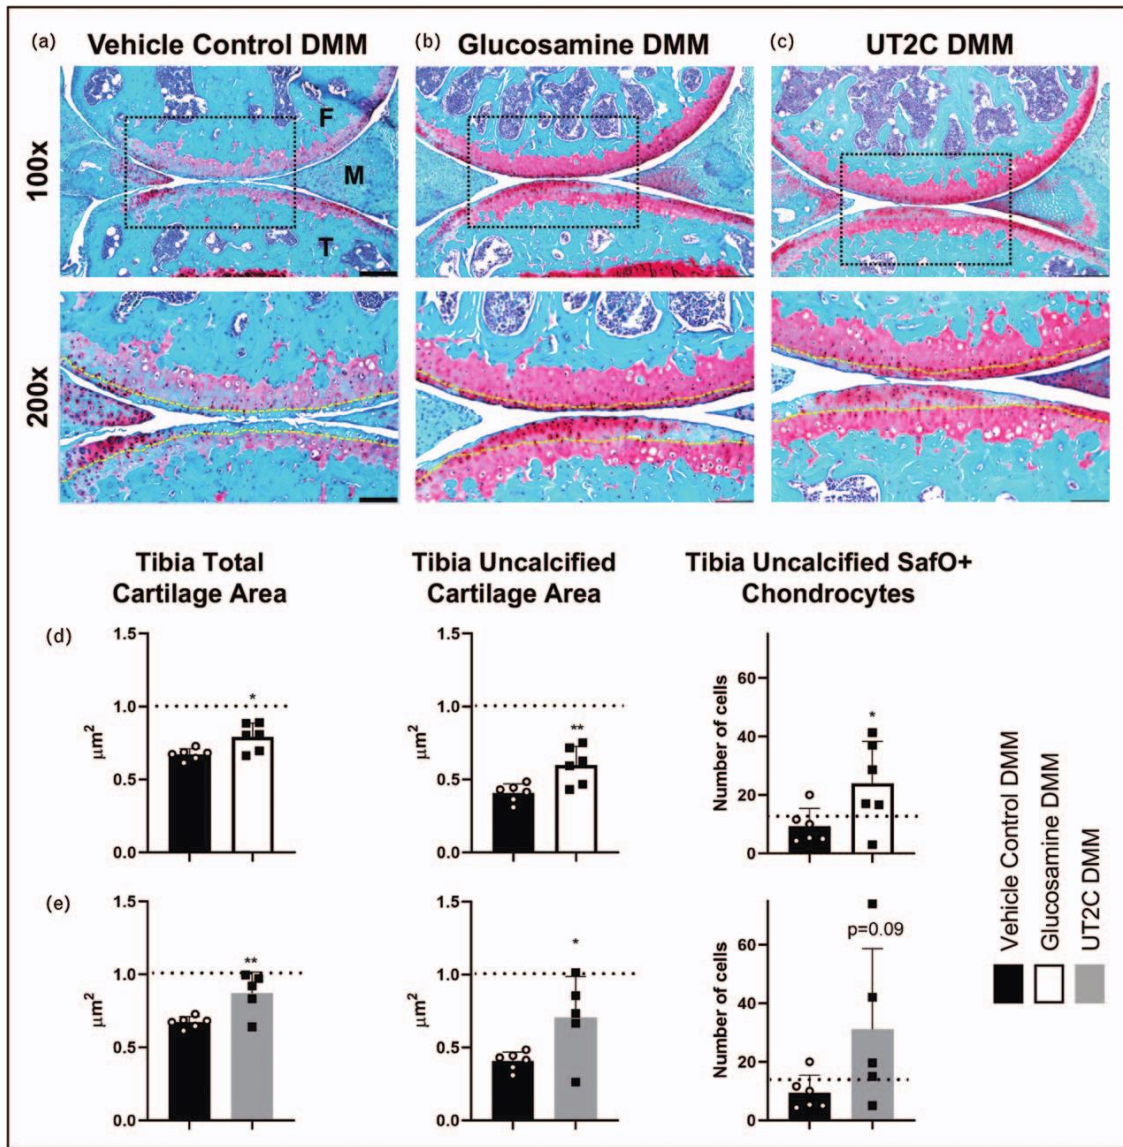 (a) Vehicle Control DMM (b) Glucosamine DMM (c) UT2C DMM
100x
F
M
T
200x
Tibia Total
Cartilage Area
Tibia Uncalcified
Cartilage Area
Tibia Uncalcified SafO+
Chondrocytes
(d)
1.5
1.0
0.5
0.0
μm²
*
1.5
1.0
0.5
0.0
μm²
**
60
40
20
0
Number of cells
*
(e)
1.5
1.0
0.5
0.0
μm²
**
1.5
1.0
0.5
0.0
μm²
*
60
40
20
0
Number of cells
p=0.09
Vehicle Control DMM
Glucosamine DMM
UT2C DMM